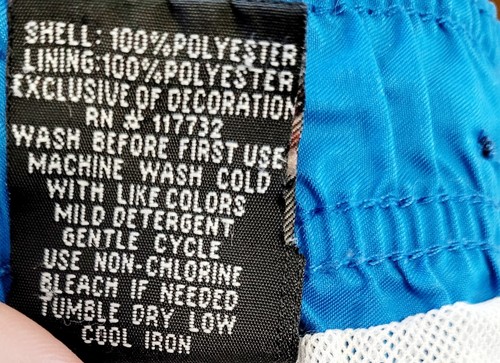 SHELL: 100%POLYESTER
LINING:100%POLYESTER
EXCLUSIVE OF DECORATION
RN # 117732
WASH BEFORE FIRST USE
MACHINE WASH COLD
WITH LIKE COLORS
MILD DETERGENT
GENTLE CYCLE
USE NON-CHLORINE
BLEACH IF NEEDED
TUMBLE DRY LOW
COOL IRON